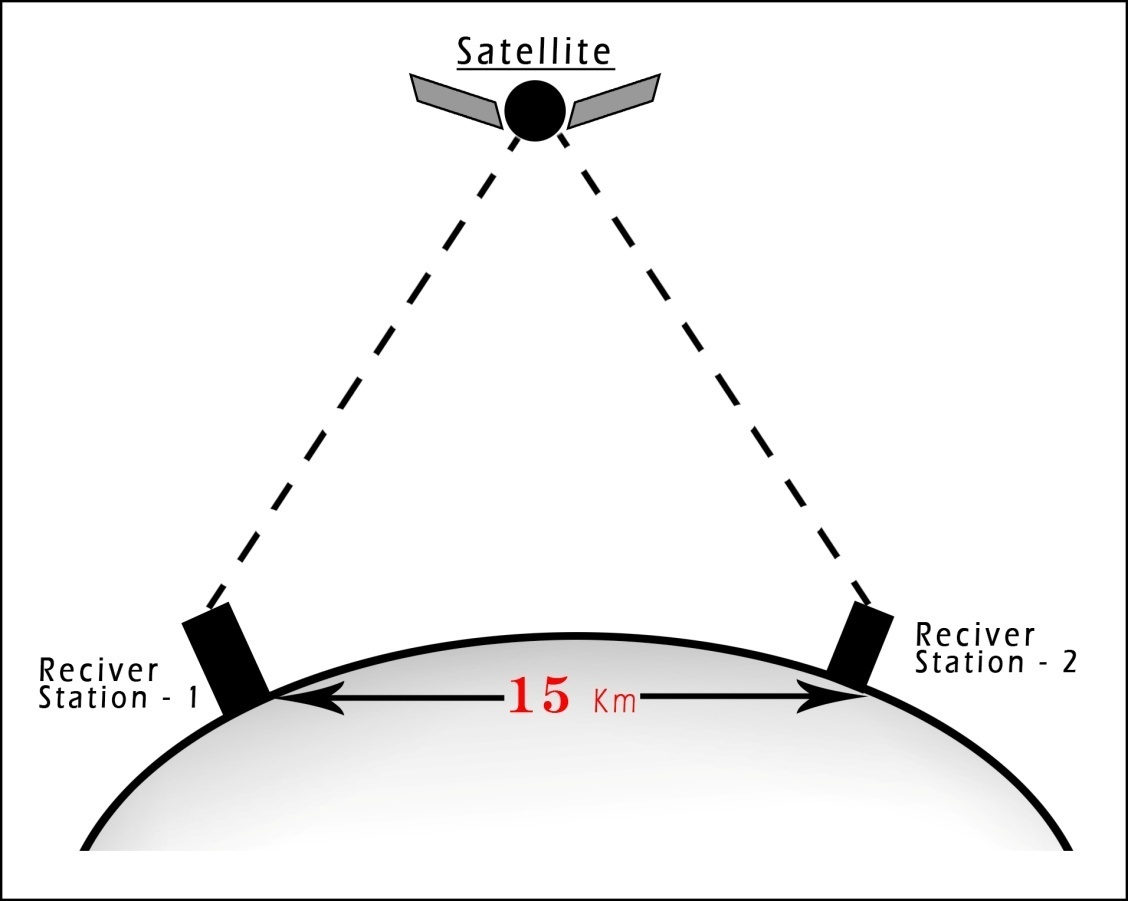 Satellite
Reciver
Station - 1
Reciver
Station - 2
15 Km